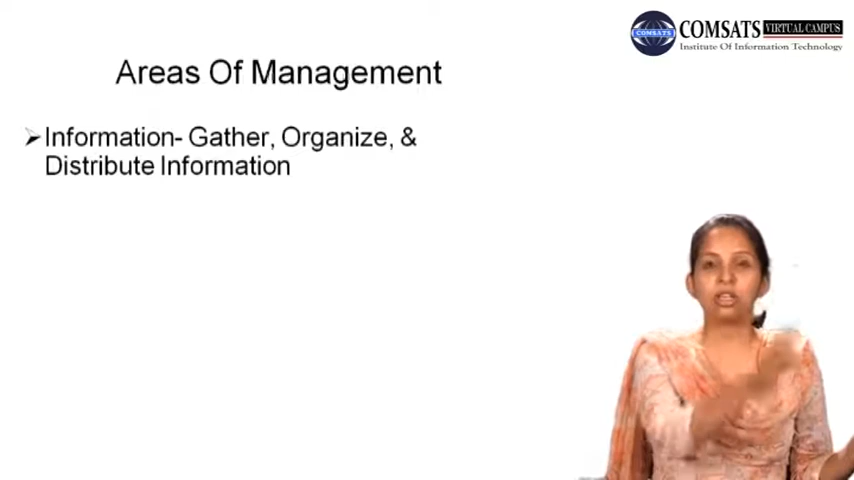 COMSATS VIRTUAL CAMPUS
COMSATS
Institute Of Information Technology
Areas Of Management
➢Information- Gather, Organize, &
Distribute Information